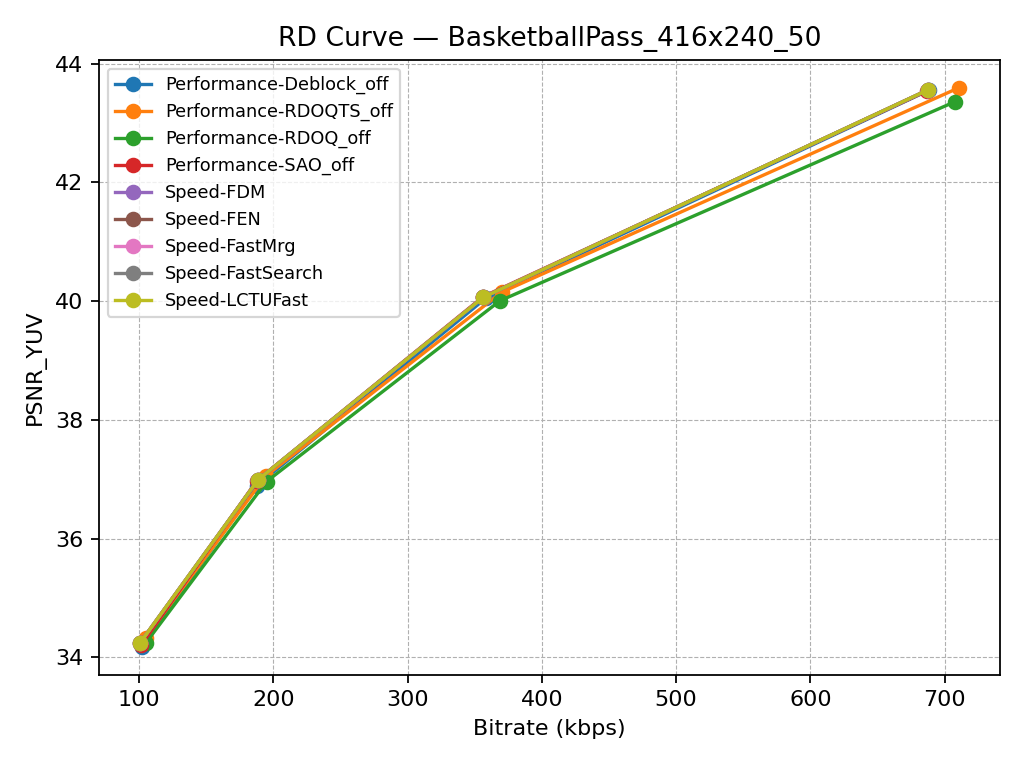 RD Curve — BasketballPass_416x240_50
44
42
40
38
36
34
PSNR_YUV
Performance-Deblock_off
Performance-RDOQTS_off
Performance-RDOQ_off
Performance-SAO_off
Speed-FDM
Speed-FEN
Speed-FastMrg
Speed-FastSearch
Speed-LCTUFast
100 200 300 400 500 600 700
Bitrate (kbps)